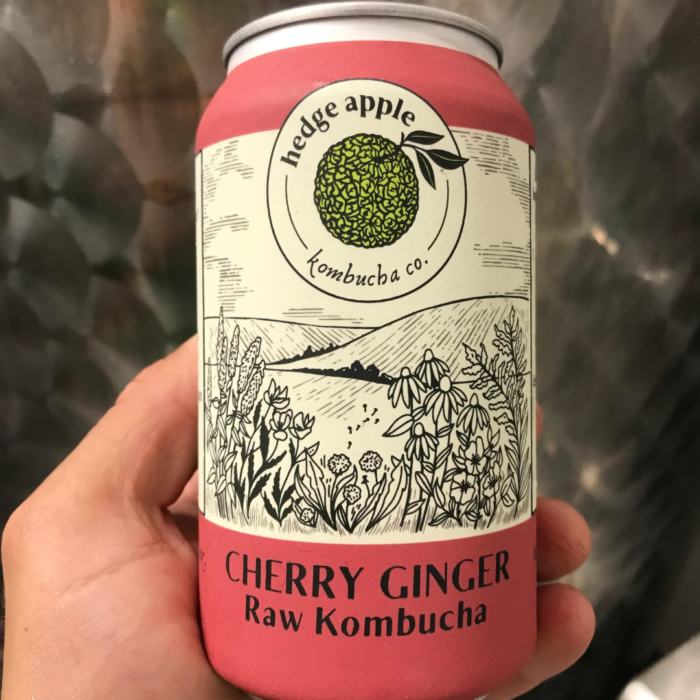 hedge apple
kombucha co.
CHERRY GINGER
Raw Kombucha